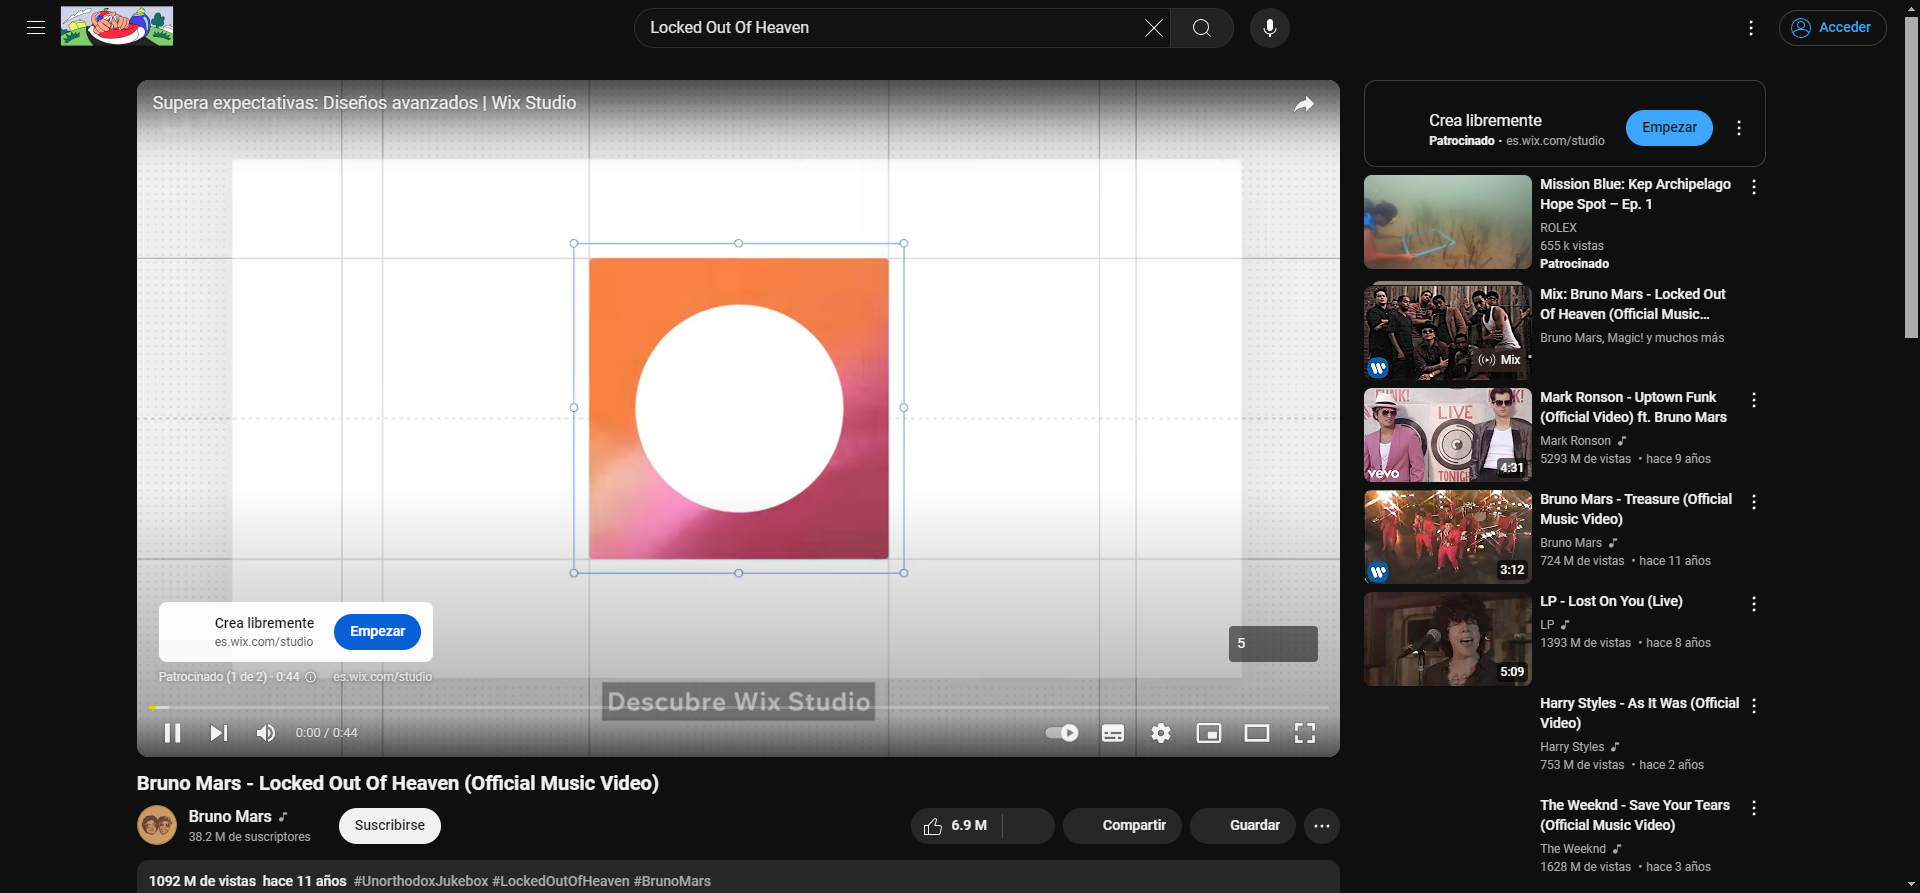 Locked Out Of Heaven
Acceder
Supera expectativas: Diseños avanzados | Wix Studio
Crea libremente
es.wix.com/studio
Empezar
Patrocinado (1 de 2) · 0:44
es.wix.com/studio
5
Descubre Wix Studio
0:00 / 0:44
Bruno Mars - Locked Out Of Heaven (Official Music Video)
Bruno Mars
38.2 M de suscriptores
Suscribirse
6.9 M
Compartir
Guardar
1092 M de vistas hace 11 años #UnorthodoxJukebox #LockedOutOfHeaven #BrunoMars
Crea libremente
Patrocinado · es.wix.com/studio
Empezar
Mission Blue: Kep Archipelago
Hope Spot – Ep. 1
ROLEX
655 k vistas
Patrocinado
Mix
Mix: Bruno Mars - Locked Out
Of Heaven (Official Music...
Bruno Mars, Magic! y muchos más
LIVE
TONIGH
vevo
4:31
Mark Ronson - Uptown Funk
(Official Video) ft. Bruno Mars
Mark Ronson
5293 M de vistas • hace 9 años
3:12
Bruno Mars - Treasure (Official
Music Video)
Bruno Mars
724 M de vistas • hace 11 años
5:09
LP - Lost On You (Live)
LP
1393 M de vistas • hace 8 años
Harry Styles - As It Was (Official
Video)
Harry Styles
753 M de vistas • hace 2 años
The Weeknd - Save Your Tears
(Official Music Video)
The Weeknd
1628 M de vistas • hace 3 años